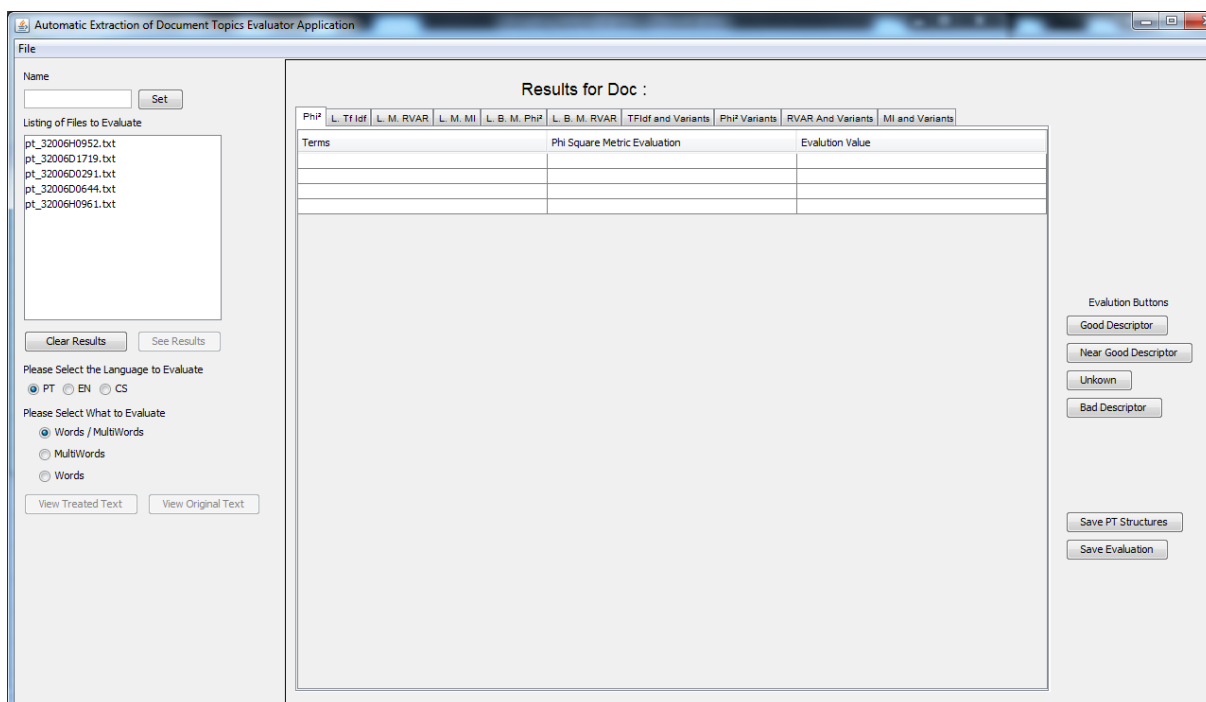 Automatic Extraction of Document Topics Evaluator Application
File
Name
Set
Listing of Files to Evaluate
pt_32006H0952.txt
pt_32006D1719.txt
pt_32006D0291.txt
pt_32006D0644.txt
pt_32006H0961.txt
Clear Results See Results
Please Select the Language to Evaluate
PT EN CS
Please Select What to Evaluate
Words / MultiWords
MultiWords
Words
View Treated Text View Original Text
Results for Doc :
Phi² L. Tf Idf L. M. RVAR L. M. MI L. B. M. Phi² L. B. M. RVAR TFIdf and Variants Phi² Variants RVAR And Variants MI and Variants
Terms Phi Square Metric Evaluation Evalution Value
Evalution Buttons
Good Descriptor
Near Good Descriptor
Unkown
Bad Descriptor
Save PT Structures
Save Evaluation